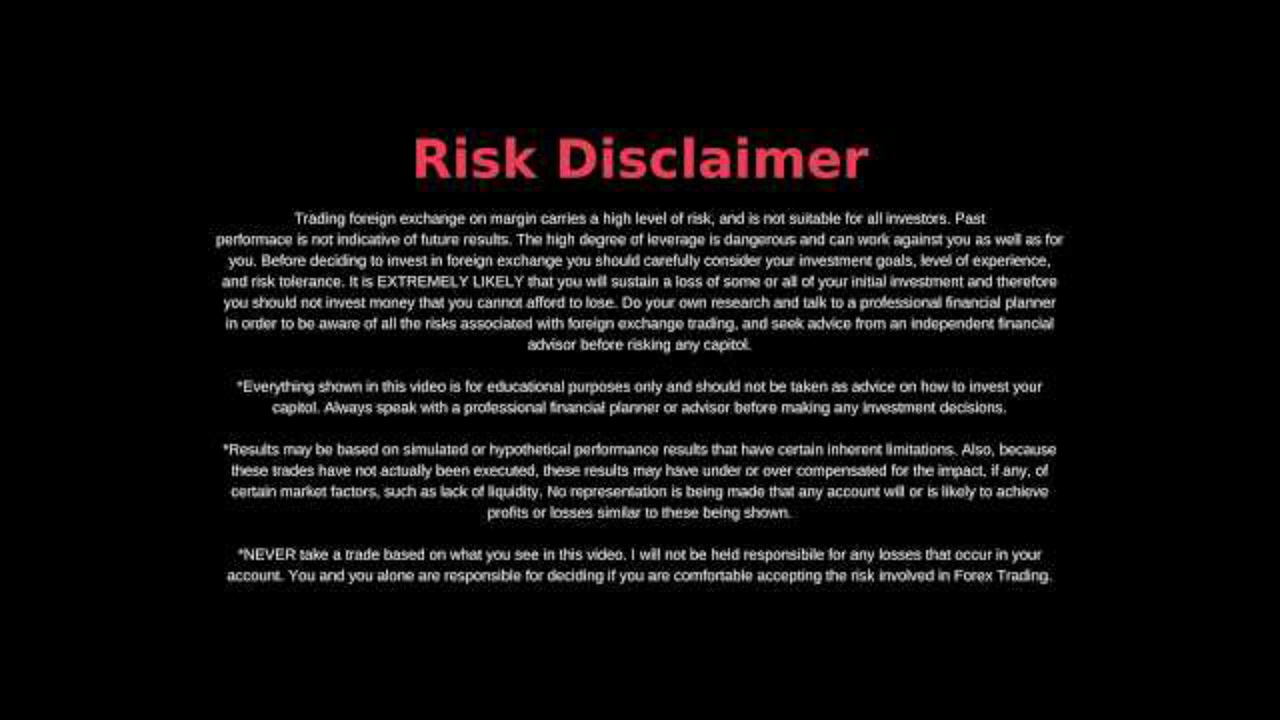 Risk Disclaimer
Trading foreign exchange on margin carries a high level of risk, and is not suitable for all investors. Past
performace is not indicative of future results. The high degree of leverage is dangerous and can work against you as well as for
you. Before deciding to invest in foreign exchange you should carefully consider your investment goals, level of experience,
and risk tolerance. It is EXTREMELY LIKELY that you will sustain a loss of some or all of your initial investment and therefore
you should not invest money that you cannot afford to lose. Do your own research and talk to a professional financial planner
in order to be aware of all the risks associated with foreign exchange trading, and seek advice from an independent financial
advisor before risking any capitol.
*Everything shown in this video is for educational purposes only and should not be taken as advice on how to invest your
capitol. Always speak with a professional financial planner or advisor before making any investment decisions.
*Results may be based on simulated or hypothetical performance results that have certain inherent limitations. Also, because
these trades have not actually been executed, these results may have under or over compensated for the impact, if any, of
certain market factors, such as lack of liquidity. No representation is being made that any account will or is likely to achieve
profits or losses similar to these being shown.
*NEVER take a trade based on what you see in this video. I will not be held responsibile for any losses that occur in your
account. You and you alone are responsible for deciding if you are comfortable accepting the risk involved in Forex Trading.